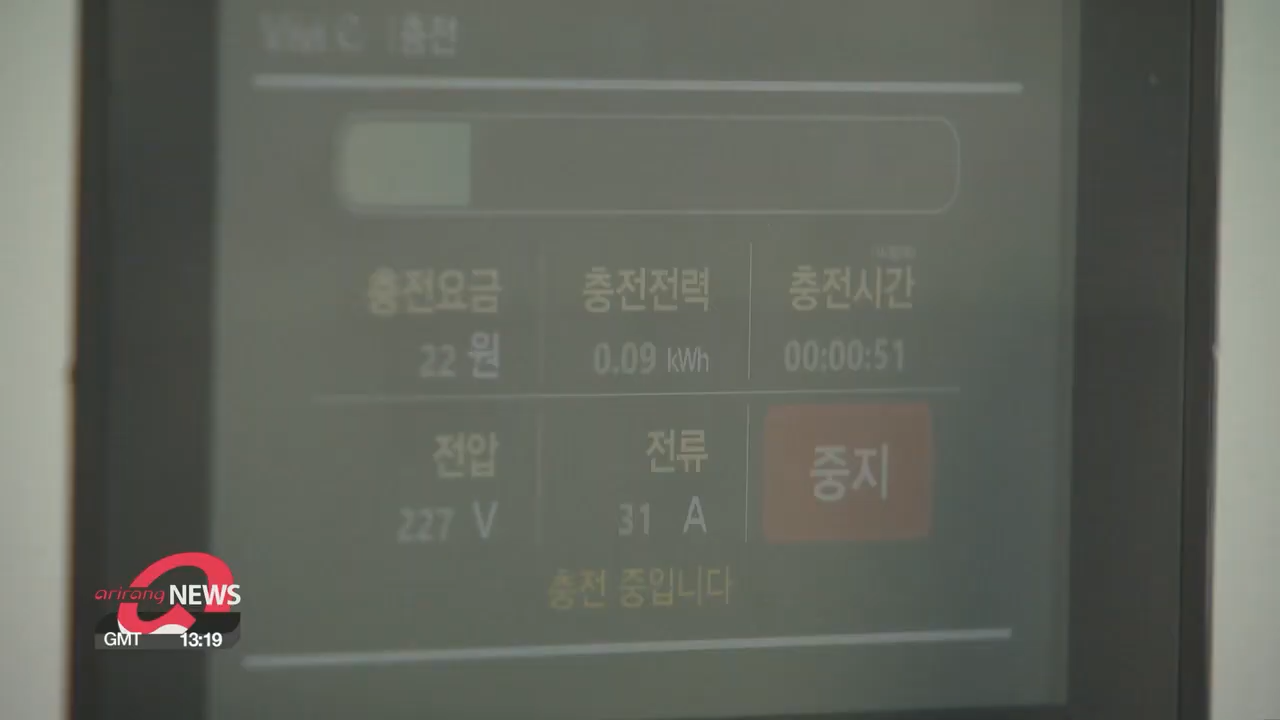 충전
충전요금 충전전력 충전시간
22 원 0.09 kWh 00:00:51
전압 전류 중지
227 V 31 A
충전 중입니다
arirang NEWS
GMT 13:19